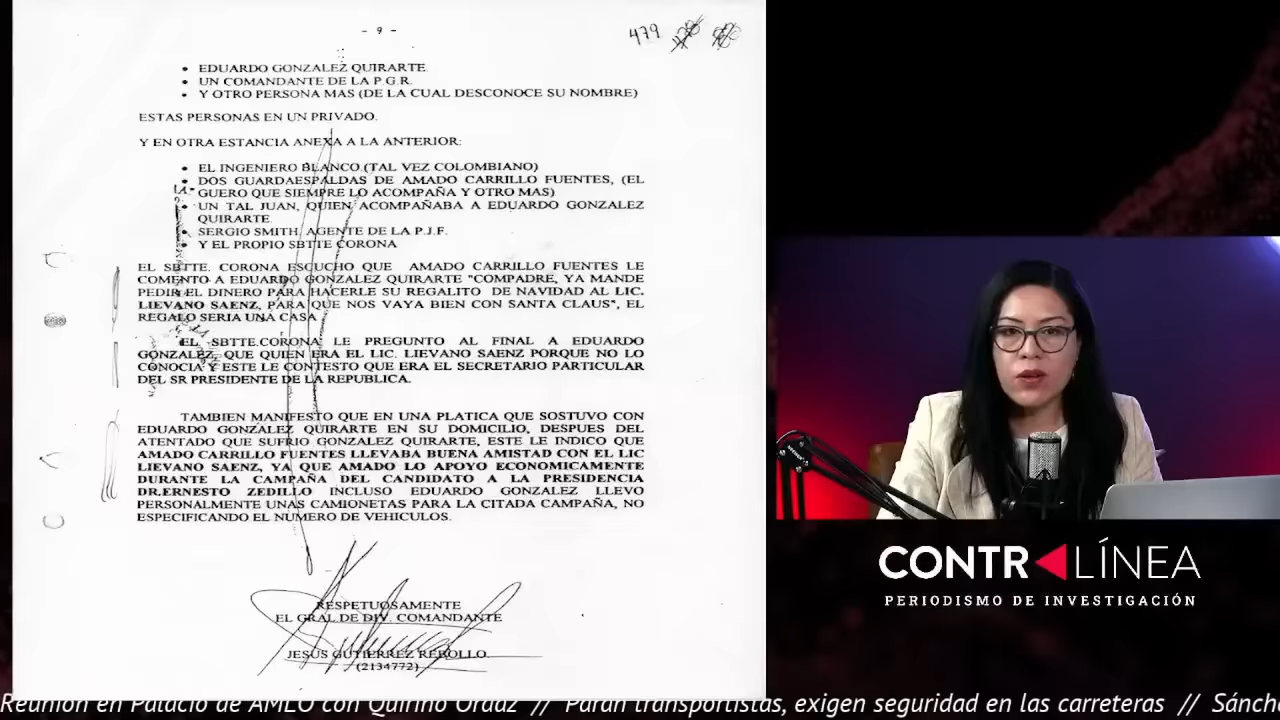 - 9 -
479
• EDUARDO GONZALEZ QUIRARTE
• UN COMANDANTE DE LA P.G.R.
• Y OTRO PERSONA MAS (DE LA CUAL DESCONOCE SU NOMBRE)
ESTAS PERSONAS EN UN PRIVADO.
Y EN OTRA ESTANCIA ANEXA A LA ANTERIOR:
• EL INGENIERO BLANCO (TAL VEZ COLOMBIANO)
• DOS GUARDAESPALDAS DE AMADO CARRILLO FUENTES, (EL
GUERO QUE SIEMPRE LO ACOMPAÑA Y OTRO MAS)
• UN TAL JUAN, QUIEN ACOMPAÑABA A EDUARDO GONZALEZ
QUIRARTE.
• SERGIO SMITH, AGENTE DE LA P.J.F.
• Y EL PROPIO SBTTE CORONA
EL SBTTE. CORONA ESCUCHO QUE AMADO CARRILLO FUENTES LE
COMENTO A EDUARDO GONZALEZ QUIRARTE "COMPADRE, YA MANDE
PEDIR EL DINERO PARA HACERLE SU REGALITO DE NAVIDAD AL LIC.
LIEVANO SAENZ, PARA QUE NOS VAYA BIEN CON SANTA CLAUS", EL
REGALO SERIA UNA CASA
EL SBTTE.CORONA LE PREGUNTO AL FINAL A EDUARDO
GONZALEZ, QUE QUIEN ERA EL LIC. LIEVANO SAENZ PORQUE NO LO
CONOCIA Y ESTE LE CONTESTO QUE ERA EL SECRETARIO PARTICULAR
DEL SR PRESIDENTE DE LA REPUBLICA.
TAMBIEN MANIFESTO QUE EN UNA PLATICA QUE SOSTUVO CON
EDUARDO GONZALEZ QUIRARTE EN SU DOMICILIO, DESPUES DEL
ATENTADO QUE SUFRIO GONZALEZ QUIRARTE, ESTE LE INDICO QUE
AMADO CARRILLO FUENTES LLEVABA BUENA AMISTAD CON EL LIC
LIEVANO SAENZ, YA QUE AMADO LO APOYO ECONOMICAMENTE
DURANTE LA CAMPAÑA DEL CANDIDATO A LA PRESIDENCIA
DR.ERNESTO ZEDILLO INCLUSO EDUARDO GONZALEZ LLEVO
PERSONALMENTE UNAS CAMIONETAS PARA LA CITADA CAMPAÑA, NO
ESPECIFICANDO EL NUMERO DE VEHICULOS.
RESPETUOSAMENTE
EL GRAL DE DIV. COMANDANTE
JESUS GUTIERREZ REBOLLO
(2134772)
CONTRALÍNEA
PERIODISMO DE INVESTIGACIÓN
Reunión en Palacio de AMLO con Quirino Ordaz // Paran transportistas, exigen seguridad en las carreteras // Sánch